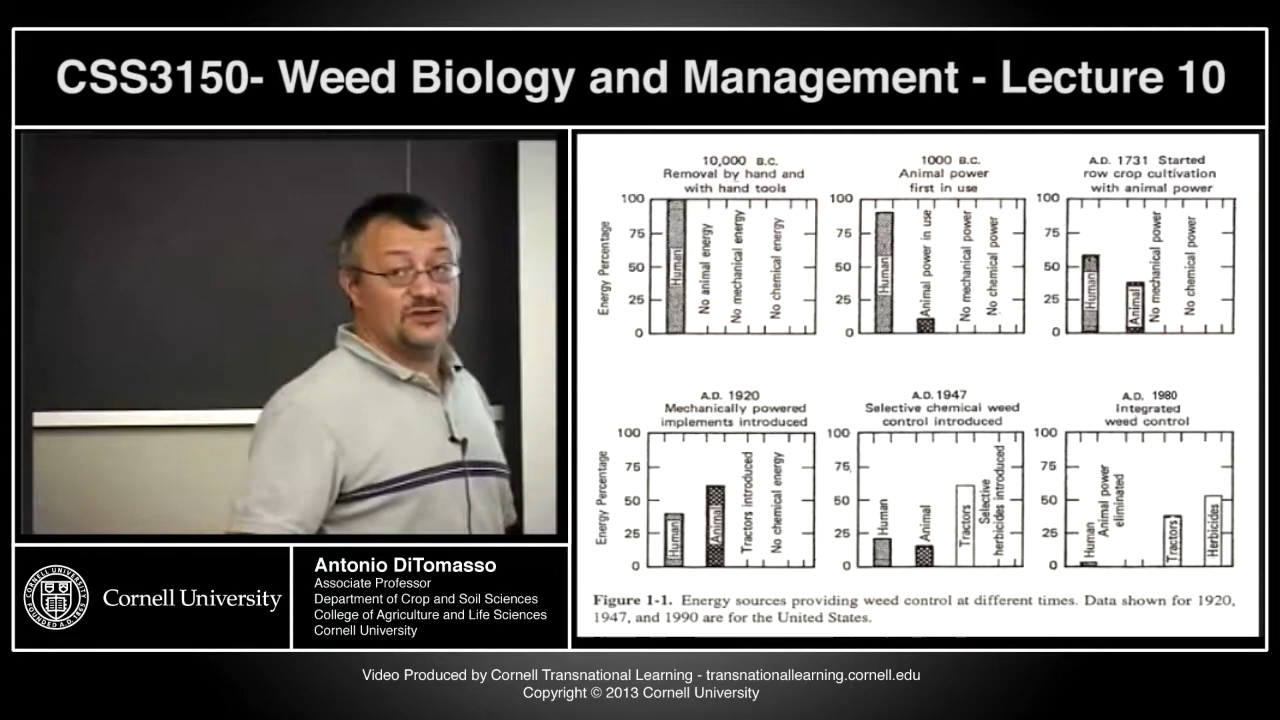 CSS3150- Weed Biology and Management - Lecture 10
10,000 B.C.
Removal by hand and
with hand tools
Energy Percentage
100
75
50
25
0
Human
No animal energy
No mechanical energy
No chemical energy
1000 B.C.
Animal power
first in use
100
75
50
25
0
Human
Animal power in use
No mechanical power
No chemical power
A.D. 1731 Started
row crop cultivation
with animal power
100
75
50
25
0
Human
Animal
No mechanical power
No chemical power
A.D. 1920
Mechanically powered
implements introduced
Energy Percentage
100
75
50
25
0
Human
Animal
Tractors introduced
No chemical energy
A.D. 1947
Selective chemical weed
control introduced
100
75
50
25
0
Human
Animal
Tractors
Selective
herbicides introduced
A.D. 1980
Integrated
weed control
100
75
50
25
0
Human
Animal power
eliminated
Tractors
Herbicides
Figure 1-1. Energy sources providing weed control at different times. Data shown for 1920,
1947, and 1990 are for the United States.
Cornell University
Antonio DiTomasso
Associate Professor
Department of Crop and Soil Sciences
College of Agriculture and Life Sciences
Cornell University
Video Produced by Cornell Transnational Learning - transnationallearning.cornell.edu
Copyright © 2013 Cornell University